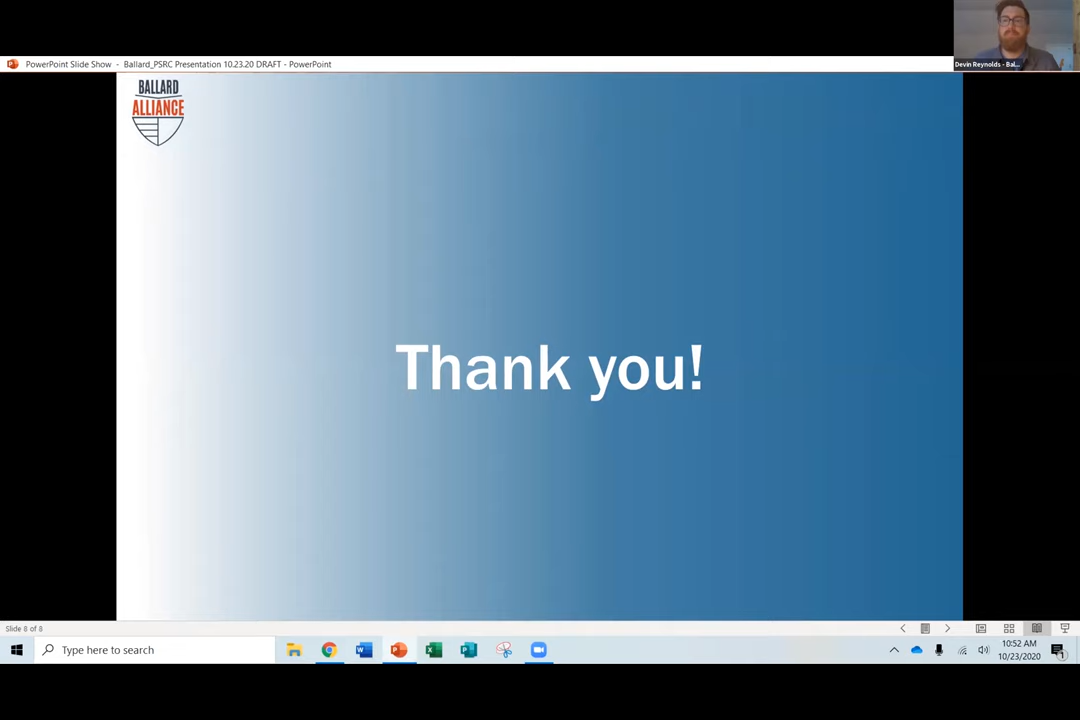 Devin Reynolds - Bal...
PowerPoint Slide Show - Ballard_PSRC Presentation 10.23.20 DRAFT - PowerPoint
BALLARD
ALLIANCE
Thank you!
Slide 8 of 8
Type here to search
10:52 AM
10/23/2020
1